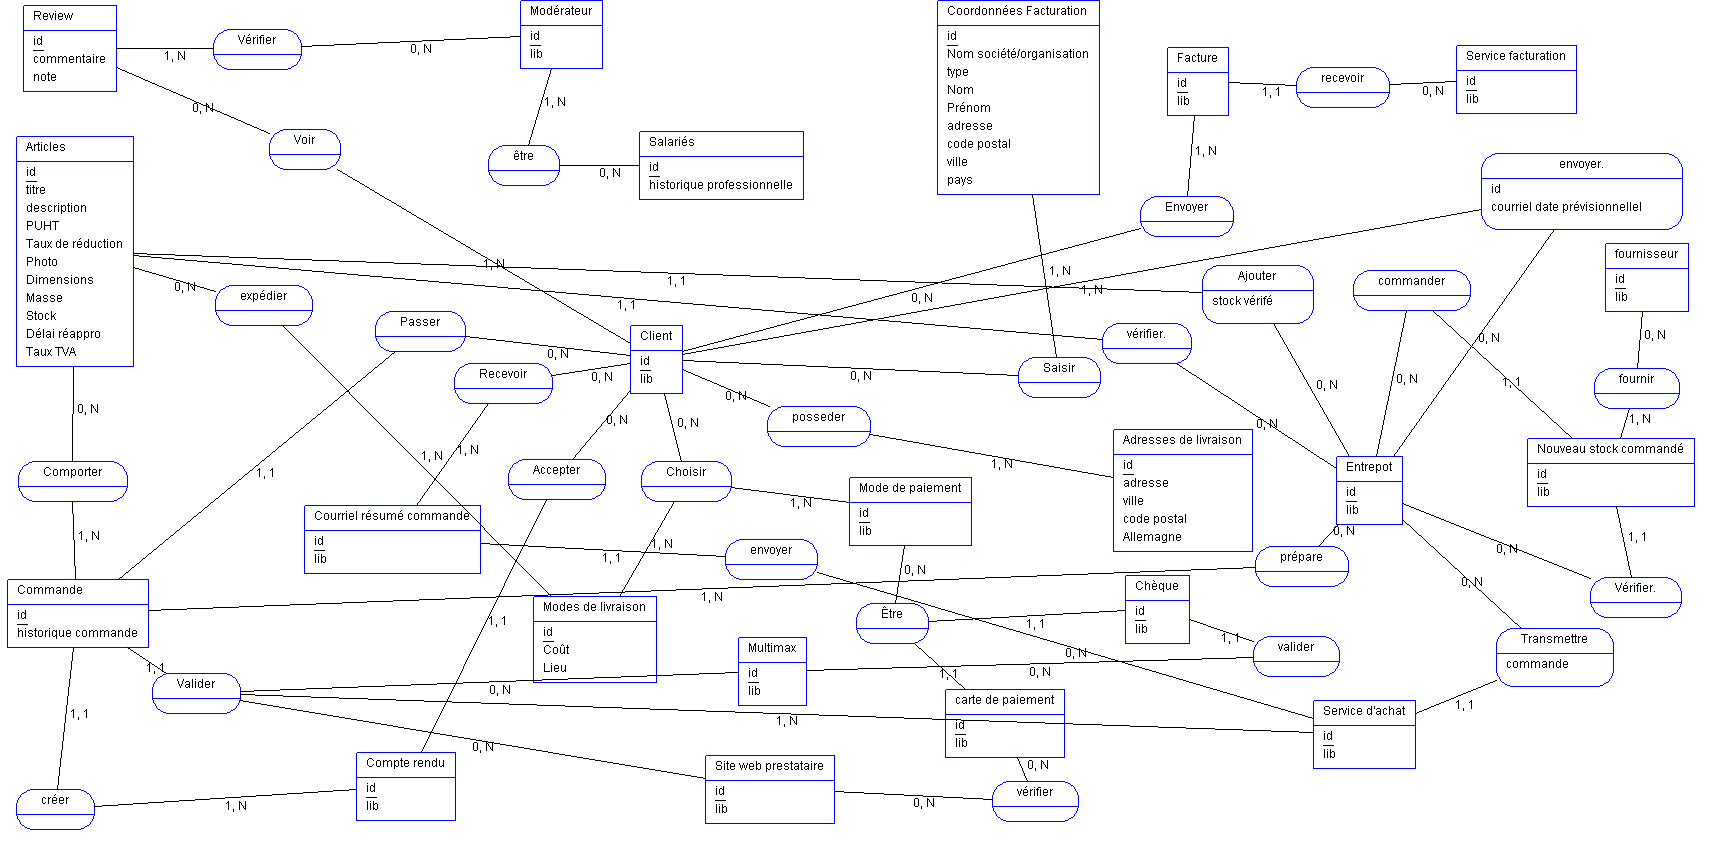 Review
id
commentaire
note
Vérifier
1, N
0, N
Modérateur
id
lib
1, N
être
0, N
Salariés
id
historique professionnelle
0, N
Voir
1, N
Coordonnées Facturation
id
Nom société/organisation
type
Nom
Prénom
adresse
code postal
ville
pays
1, N
Facture
id
lib
1, 1
recevoir
0, N
Service facturation
id
lib
1, N
Envoyer
0, N
envoyer.
id
courriel date prévisionnellel
1, N
0, N
fournisseur
id
lib
0, N
fournir
1, N
Articles
id
titre
description
PUHT
Taux de réduction
Photo
Dimensions
Masse
Stock
Délai réappro
Taux TVA
0, N
expédier
1, N
1, 1
Ajouter
stock vérifé
0, N
1, 1
vérifier.
0, N
commander
0, N
1, 1
Passer
0, N
1, 1
Recevoir
0, N
1, N
Client
id
lib
0, N
Saisir
0, N
posseder
1, N
Adresses de livraison
id
adresse
ville
code postal
Allemagne
0, N
Accepter
1, 1
0, N
Choisir
1, N
1, N
Mode de paiement
id
lib
0, N
Entrepot
id
lib
Nouveau stock commandé
id
lib
1, 1
0, N
Vérifier.
0, N
Comporter
1, N
Courriel résumé commande
id
lib
1, 1
envoyer
0, N
0, N
prépare
1, N
Commande
id
historique commande
Modes de livraison
id
Coût
Lieu
Être
1, 1
1, 1
Chèque
id
lib
1, 1
valider
0, N
0, N
Transmettre
commande
1, 1
1, 1
Valider
0, N
1, N
0, N
Multimax
id
lib
carte de paiement
id
lib
0, N
Service d'achat
id
lib
1, 1
créer
1, N
Compte rendu
id
lib
Site web prestataire
id
lib
0, N
vérifier